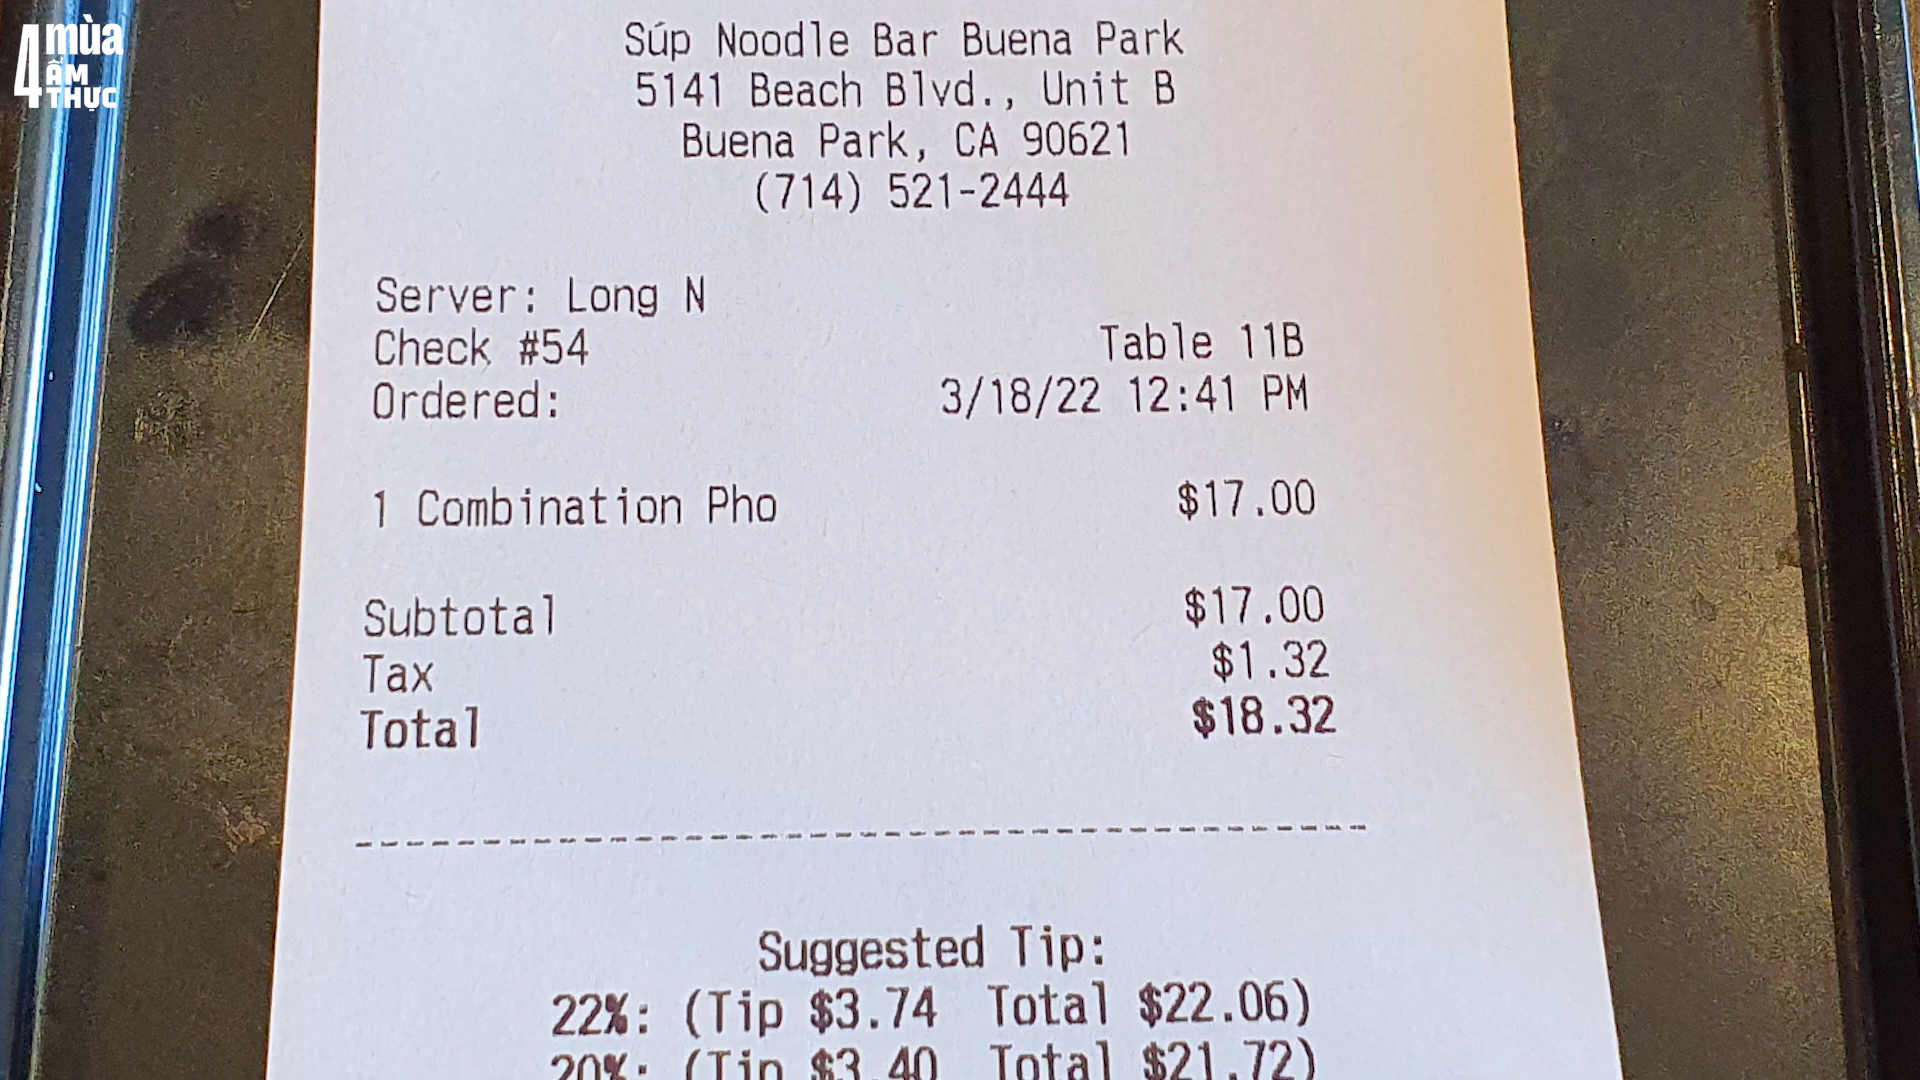 4 mùa
ẨM
THỰC
Súp Noodle Bar Buena Park
5141 Beach Blvd., Unit B
Buena Park, CA 90621
(714) 521-2444
Server: Long N
Check #54 Table 11B
Ordered: 3/18/22 12:41 PM
1 Combination Pho $17.00
Subtotal $17.00
Tax $1.32
Total $18.32
Suggested Tip:
22%: (Tip $3.74 Total $22.06)
20%: (Tip $3.40 Total $21.72)